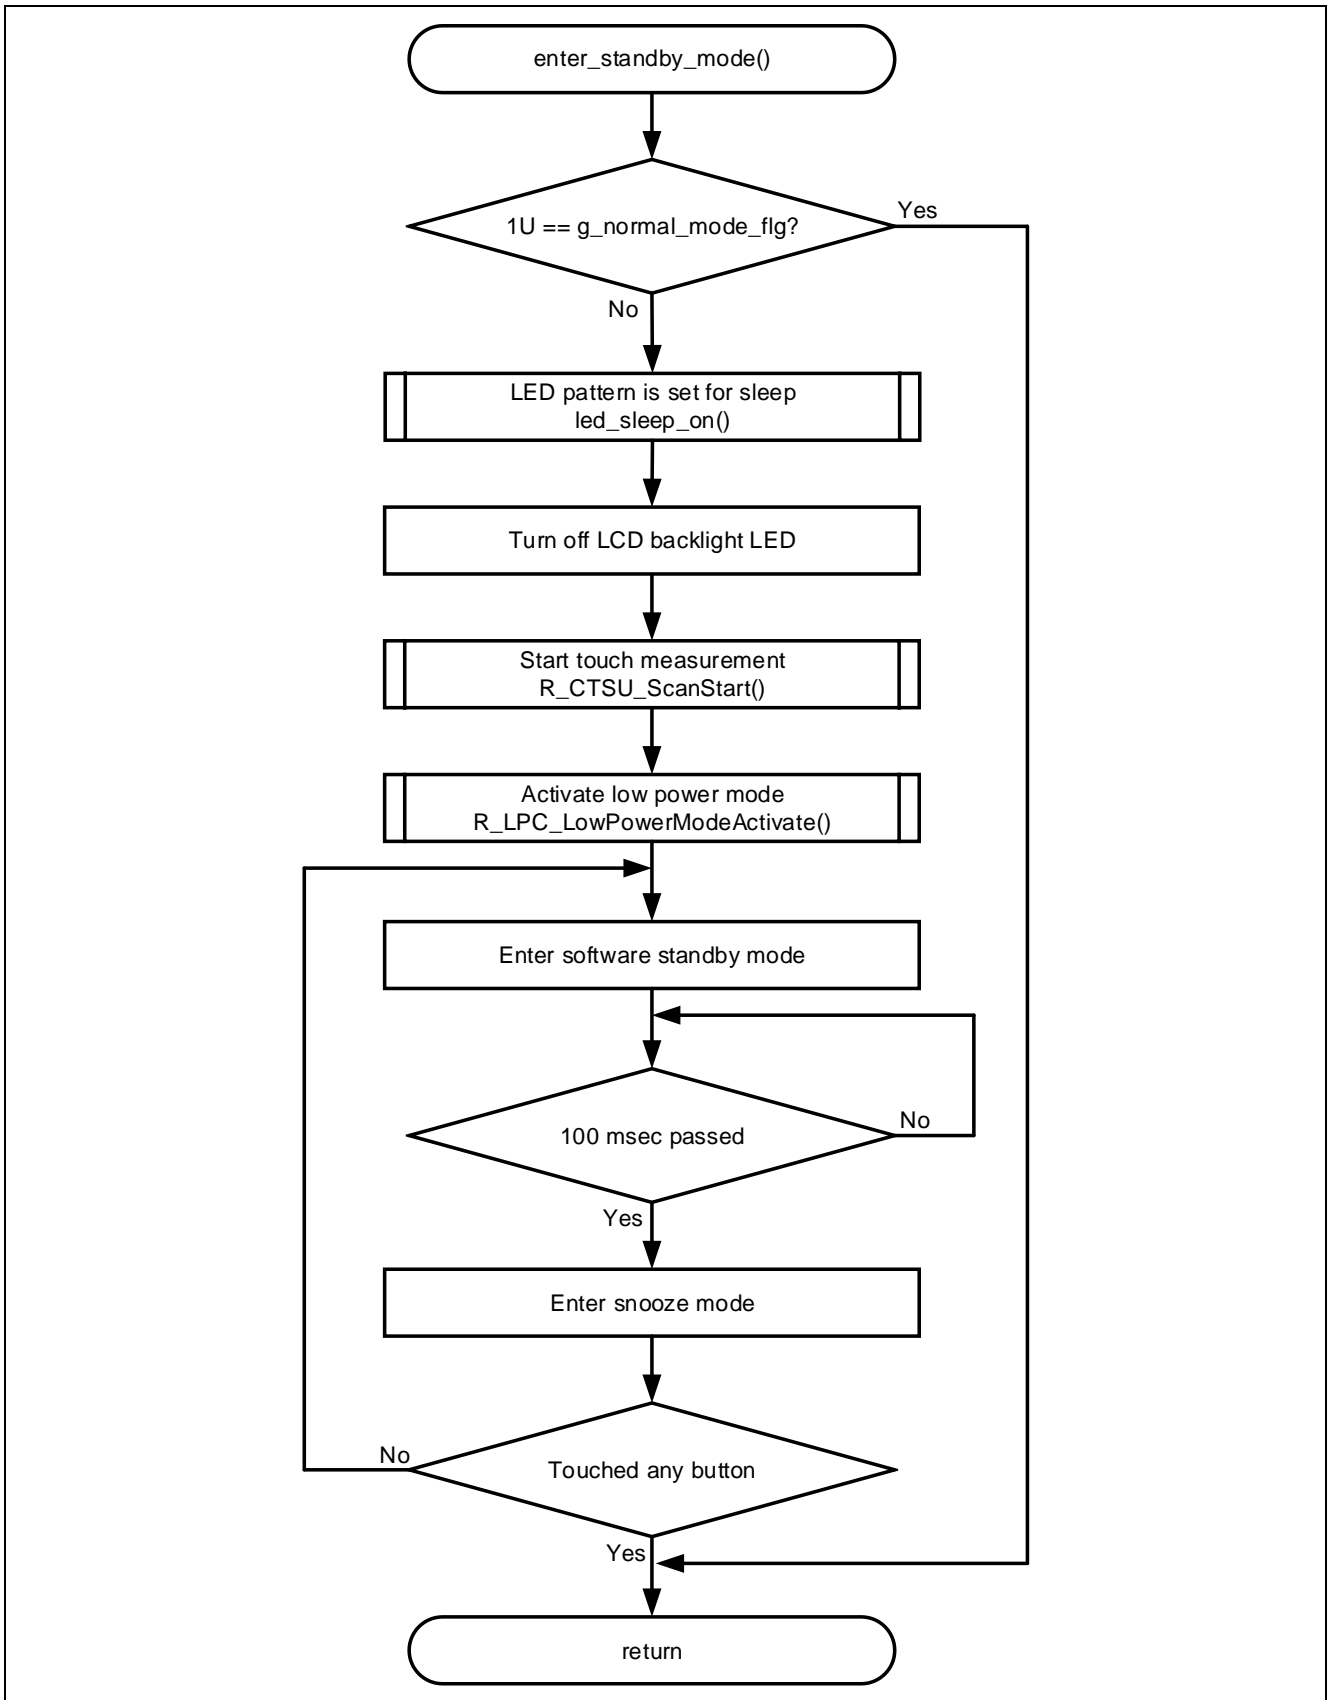 enter_standby_mode()
1U == g_normal_mode_flg?
Yes
No
LED pattern is set for sleep
led_sleep_on()
Turn off LCD backlight LED
Start touch measurement
R_CTSU_ScanStart()
Activate low power mode
R_LPC_LowPowerModeActivate()
Enter software standby mode
100 msec passed
No
Yes
Enter snooze mode
Touched any button
No
Yes
return